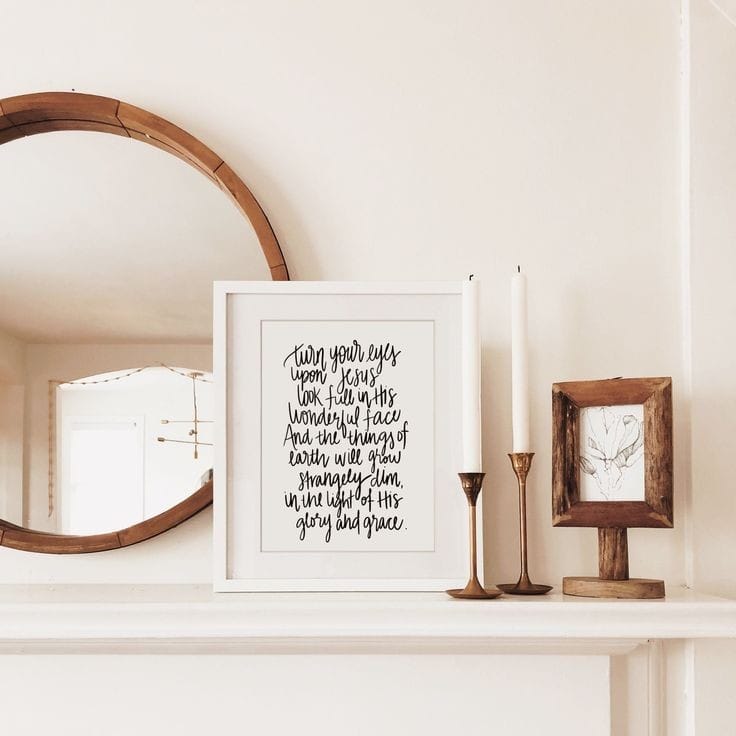 turn your eyes
upon Jesus
look full in His
wonderful face
And the things of
earth will grow
strangely dim,
in the light of His
glory and grace.